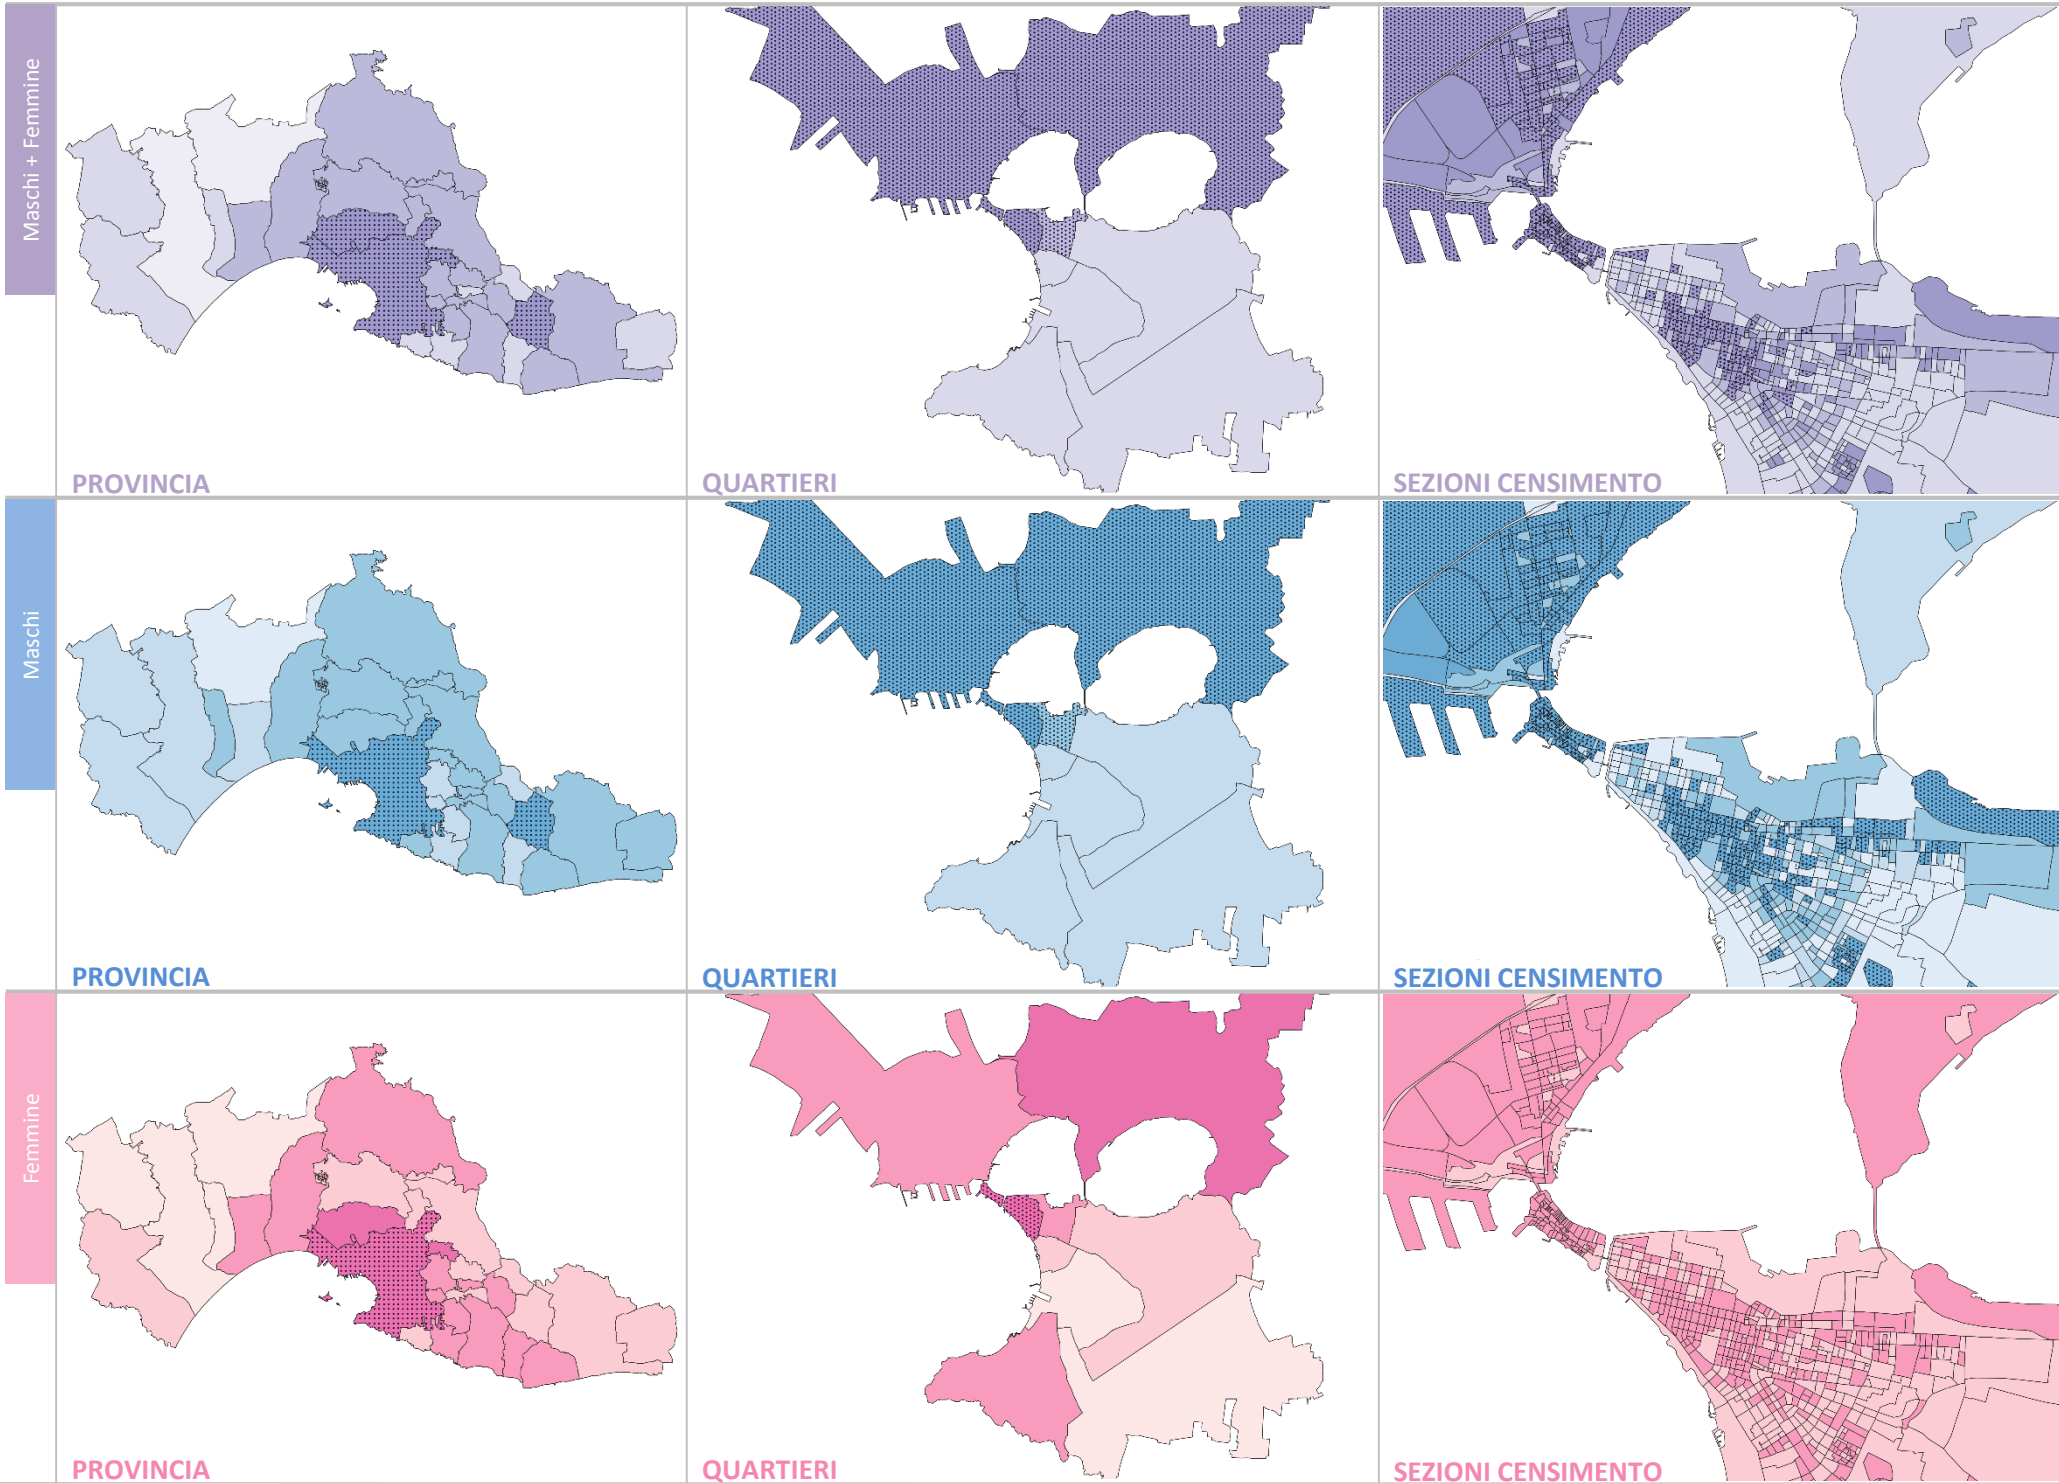 Maschi + Femmine
PROVINCIA
QUARTIERI
SEZIONI CENSIMENTO
Maschi
PROVINCIA
QUARTIERI
SEZIONI CENSIMENTO
Femmine
PROVINCIA
QUARTIERI
SEZIONI CENSIMENTO